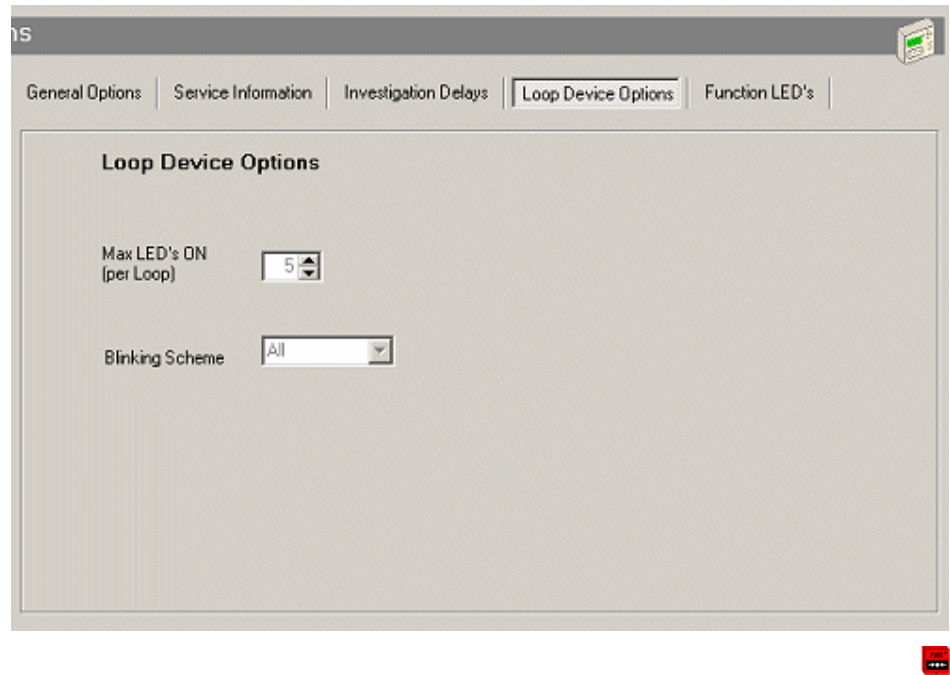 ns
General Options
Service Information
Investigation Delays
Loop Device Options
Function LED's
Loop Device Options
Max LED's ON
(per Loop)
5
Blinking Scheme
All
FIRE